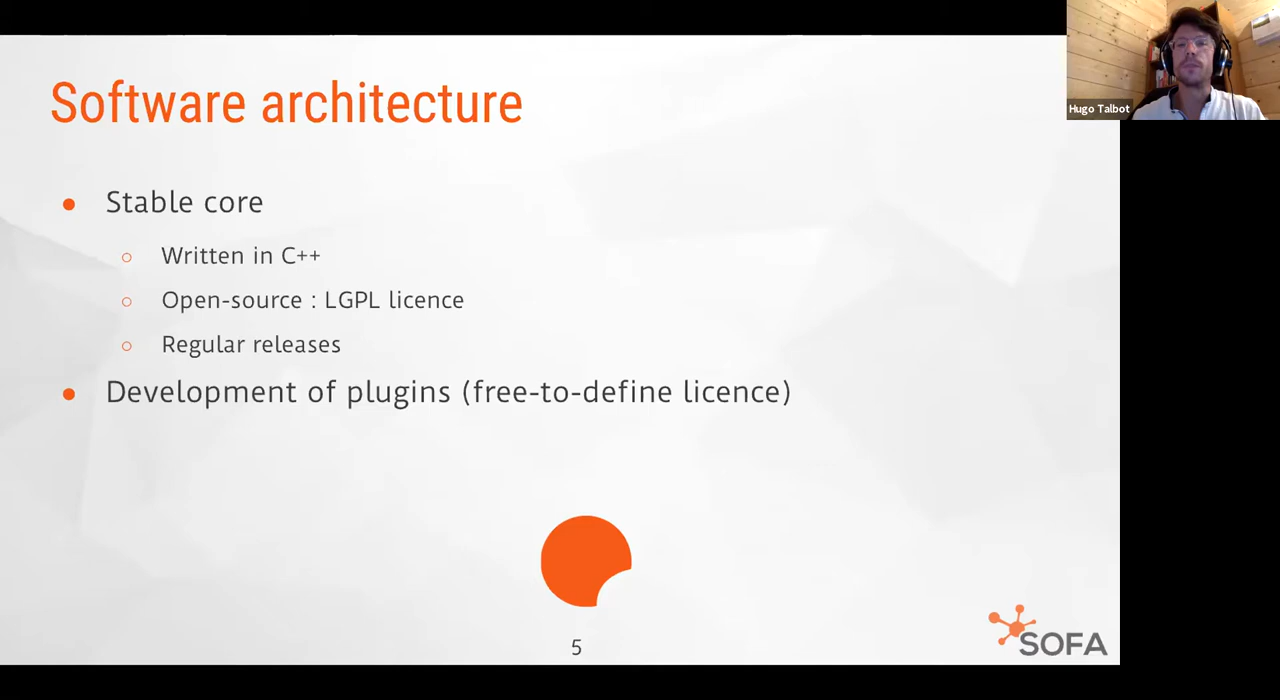 Software architecture
Hugo Talbot
● Stable core
○ Written in C++
○ Open-source : LGPL licence
○ Regular releases
● Development of plugins (free-to-define licence)
5
SOFA